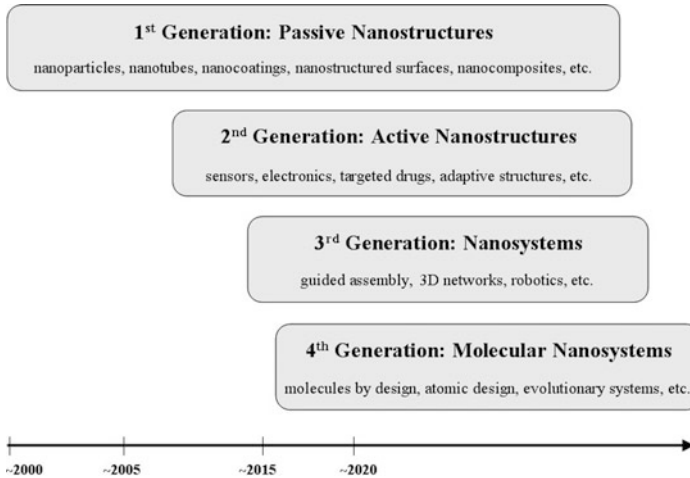 1st Generation: Passive Nanostructures
nanoparticles, nanotubes, nanocoatings, nanostructured surfaces, nanocomposites, etc.
2nd Generation: Active Nanostructures
sensors, electronics, targeted drugs, adaptive structures, etc.
3rd Generation: Nanosystems
guided assembly, 3D networks, robotics, etc.
4th Generation: Molecular Nanosystems
molecules by design, atomic design, evolutionary systems, etc.
~2000 ~2005 ~2015 ~2020